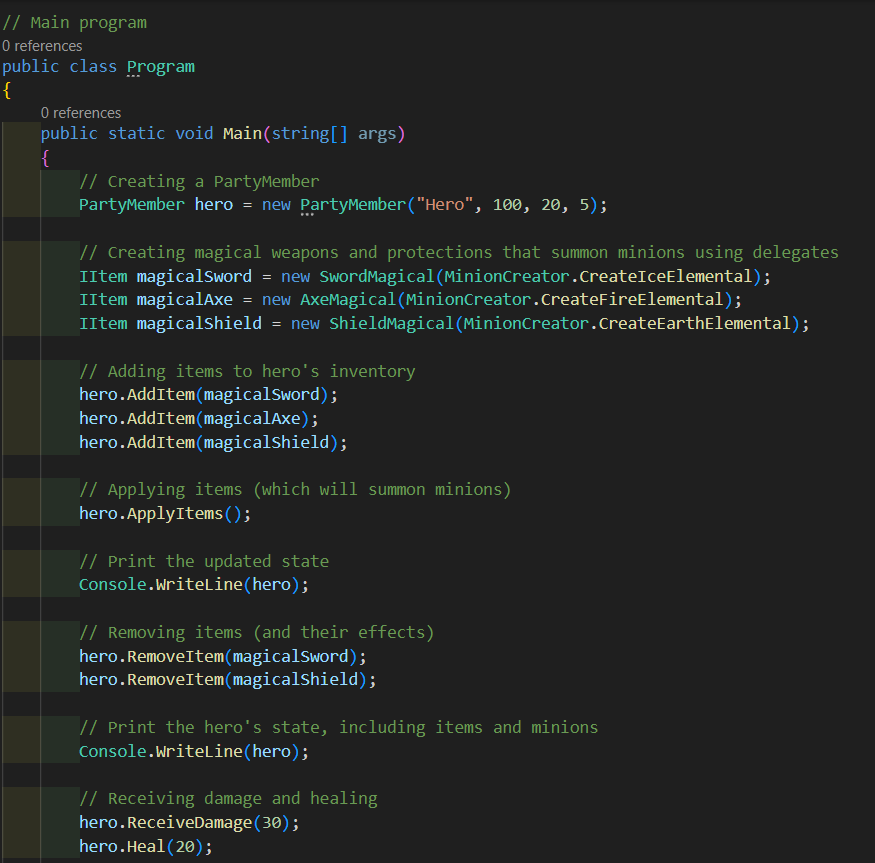 // Main program
0 references
public class Program
{
0 references
public static void Main(string[] args)
{
// Creating a PartyMember
PartyMember hero = new PartyMember("Hero", 100, 20, 5);
// Creating magical weapons and protections that summon minions using delegates
IItem magicalSword = new SwordMagical(MinionCreator.CreateIceElemental);
IItem magicalAxe = new AxeMagical(MinionCreator.CreateFireElemental);
IItem magicalShield = new ShieldMagical(MinionCreator.CreateEarthElemental);
// Adding items to hero's inventory
hero.AddItem(magicalSword);
hero.AddItem(magicalAxe);
hero.AddItem(magicalShield);
// Applying items (which will summon minions)
hero.ApplyItems();
// Print the updated state
Console.WriteLine(hero);
// Removing items (and their effects)
hero.RemoveItem(magicalSword);
hero.RemoveItem(magicalShield);
// Print the hero's state, including items and minions
Console.WriteLine(hero);
// Receiving damage and healing
hero.ReceiveDamage(30);
hero.Heal(20);